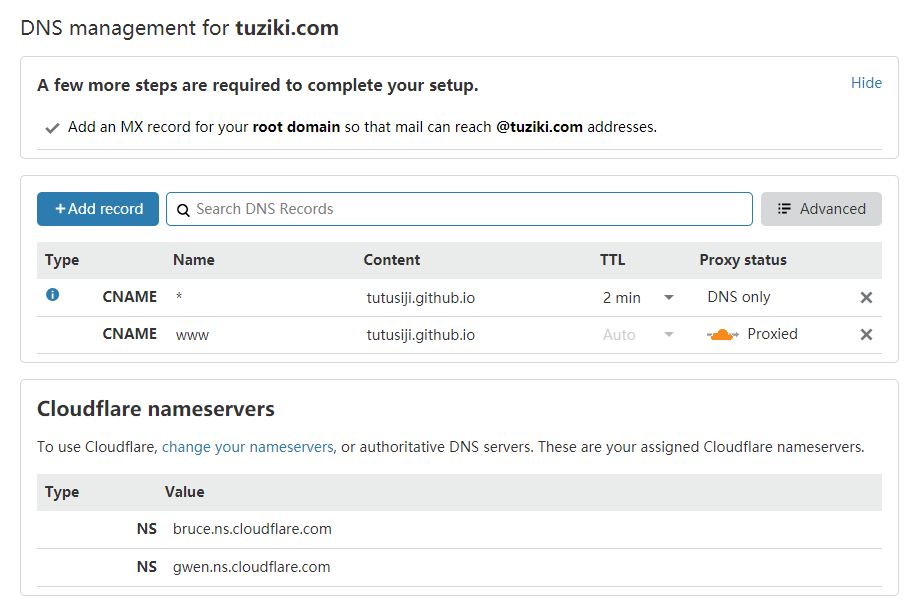 DNS management for tuziki.com
A few more steps are required to complete your setup.
Hide
Add an MX record for your root domain so that mail can reach @tuziki.com addresses.
+Add record
Search DNS Records
Advanced
Type Name Content TTL Proxy status
CNAME * tutusiji.github.io 2 min DNS only
CNAME www tutusiji.github.io Auto Proxied
Cloudflare nameservers
To use Cloudflare, change your nameservers, or authoritative DNS servers. These are your assigned Cloudflare nameservers.
Type Value
NS bruce.ns.cloudflare.com
NS gwen.ns.cloudflare.com